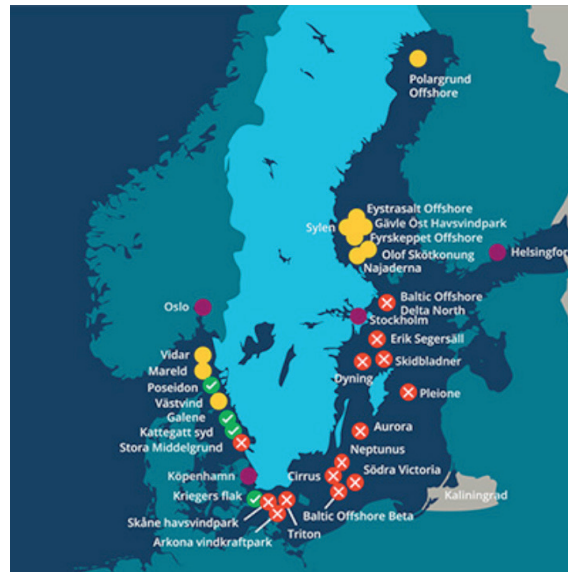 Polargrund
Offshore
Eystrasalt Offshore
Gävle Öst Havsvindpark
Sylen
Fyrskeppet Offshore
Olof Skötkonung
Najaderna
Helsingfor
Baltic Offshore
Delta North
Oslo
Stockholm
Erik Segersäll
Vidar
Skidbladner
Mareld
Dyning
Poseidon
Pleione
Västvind
Galene
Kattegatt syd
Aurora
Stora Middelgrund
Neptunus
Köpenhamn
Cirrus
Södra Victoria
Kriegers flak
Kaliningrad
Skåne havsvindpark
Baltic Offshore Beta
Triton
Arkona vindkraftpark